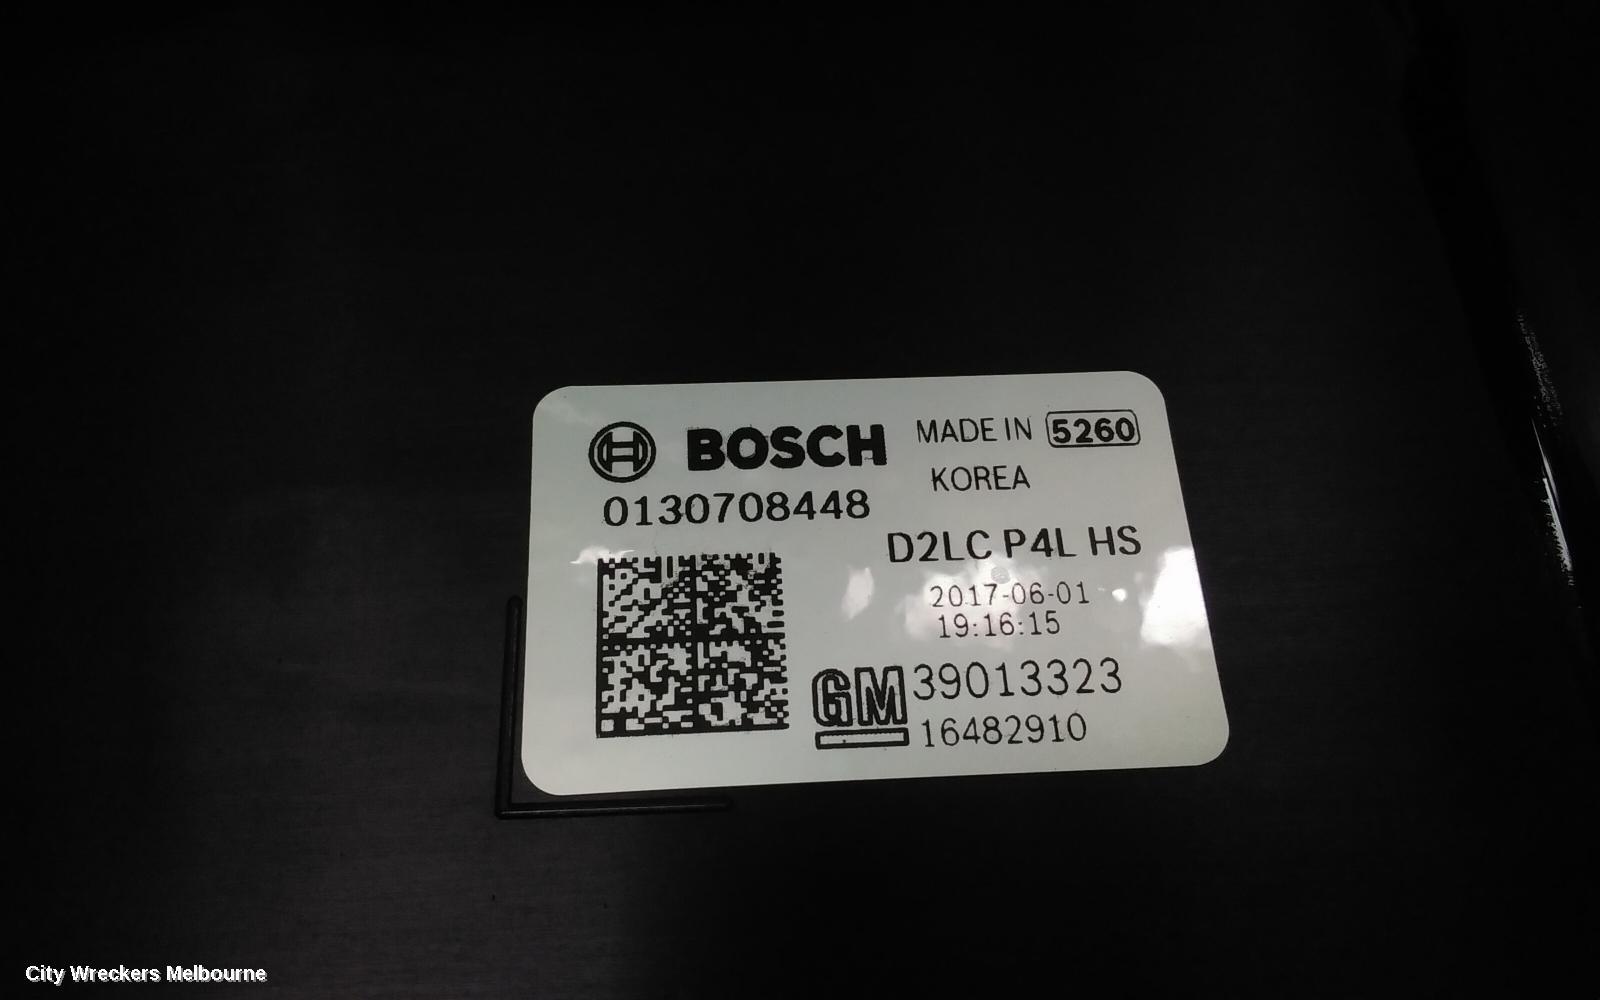 BOSCH MADE IN 5260
KOREA
0130708448
D2LC P4L HS
2017-06-01
19:16:15
GM 39013323
16482910
City Wreckers Melbourne